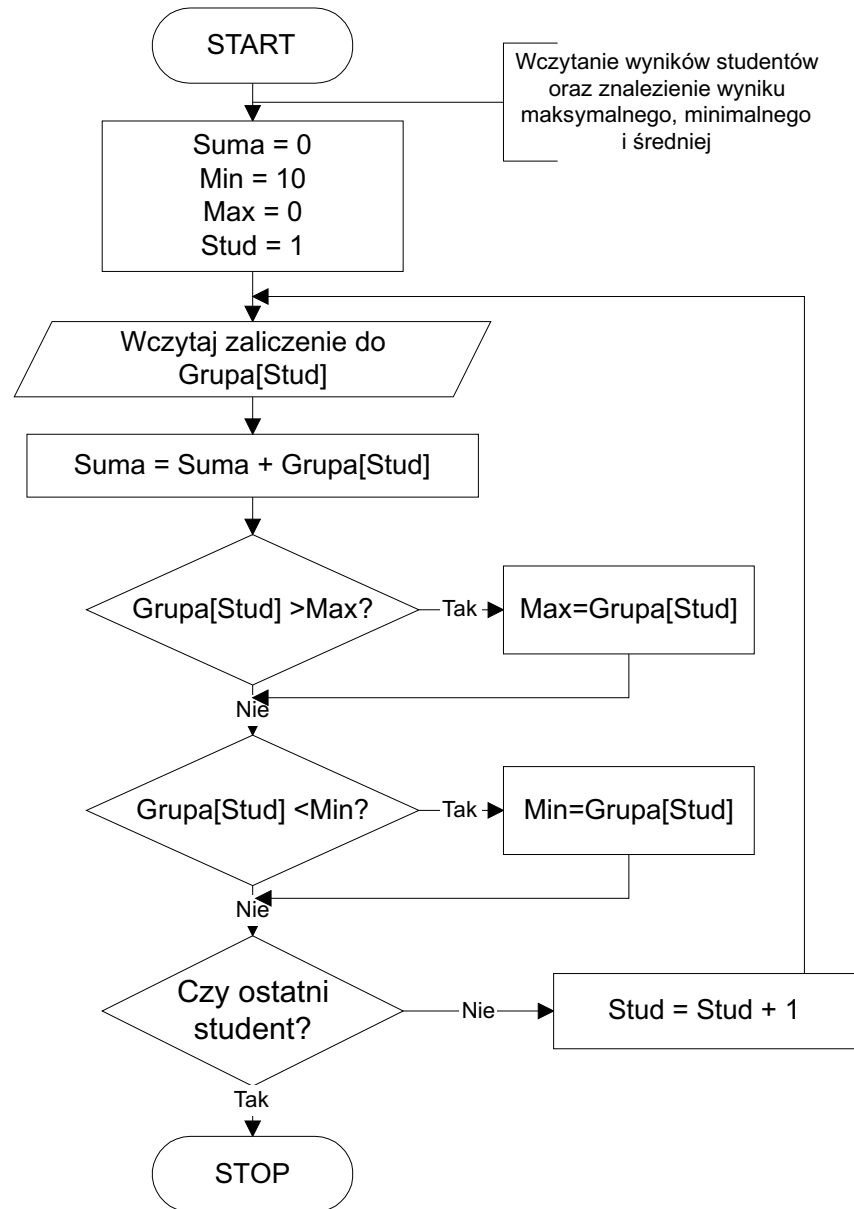 START
Wczytanie wyników studentów
oraz znalezienie wyniku
maksymalnego, minimalnego
i średniej
Suma = 0
Min = 10
Max = 0
Stud = 1
Wczytaj zaliczenie do
Grupa[Stud]
Suma = Suma + Grupa[Stud]
Grupa[Stud] >Max?
Tak
Max=Grupa[Stud]
Nie
Grupa[Stud] <Min?
Tak
Min=Grupa[Stud]
Nie
Czy ostatni
student?
Nie
Stud = Stud + 1
Tak
STOP